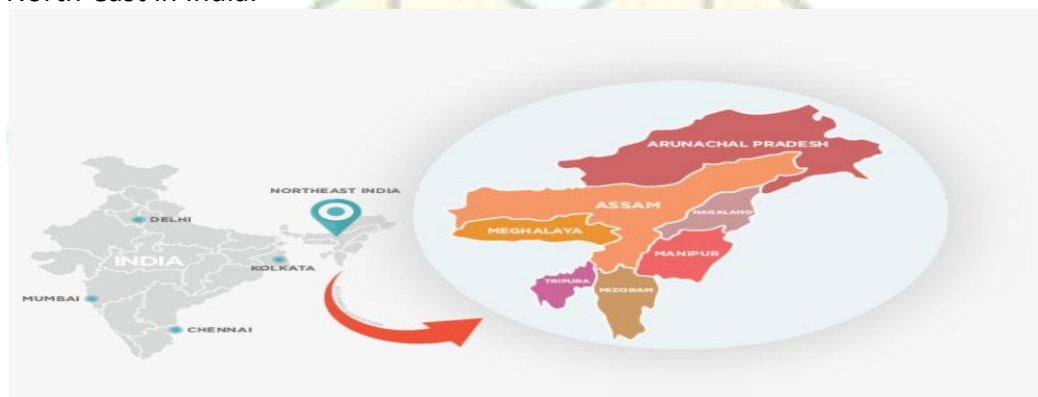 North-East in India.
NORTHEAST INDIA
DELHI
INDIA
KOLKATA
MUMBAI
CHENNAI
ARUNACHAL PRADESH
ASSAM
NAGALAND
MEGHALAYA
MANIPUR
TRIPURA
MIZORAM